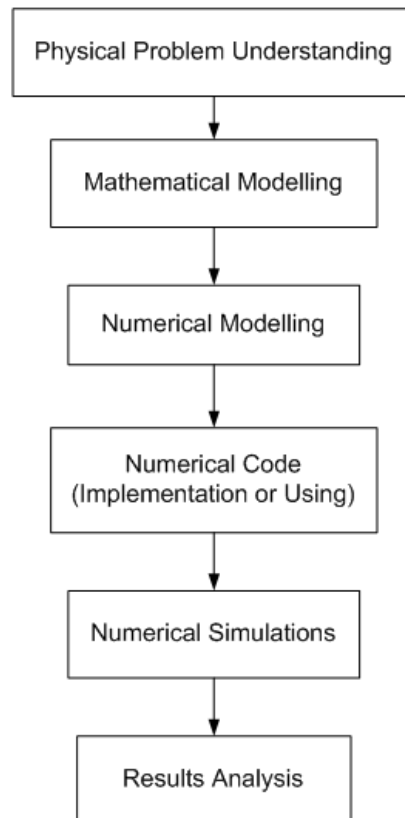 Physical Problem Understanding
Mathematical Modelling
Numerical Modelling
Numerical Code
(Implementation or Using)
Numerical Simulations
Results Analysis